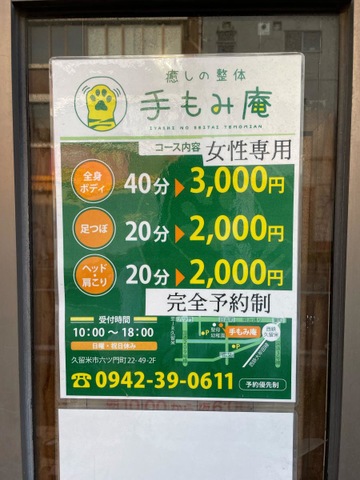 癒しの整体
手もみ庵
IYASHI NO SEITAI TEMOMIAN
コース内容 女性専用
全身ボディ 40分 ▶ 3,000円
足つぼ 20分 ▶ 2,000円
ヘッド・肩こり 20分 ▶ 2,000円
完全予約制
受付時間
10:00〜18:00
日曜・祝日休み
久留米市六ツ門町22-49-2F
手もみ庵
西鉄久留米
☎0942-39-0611
予約優先制